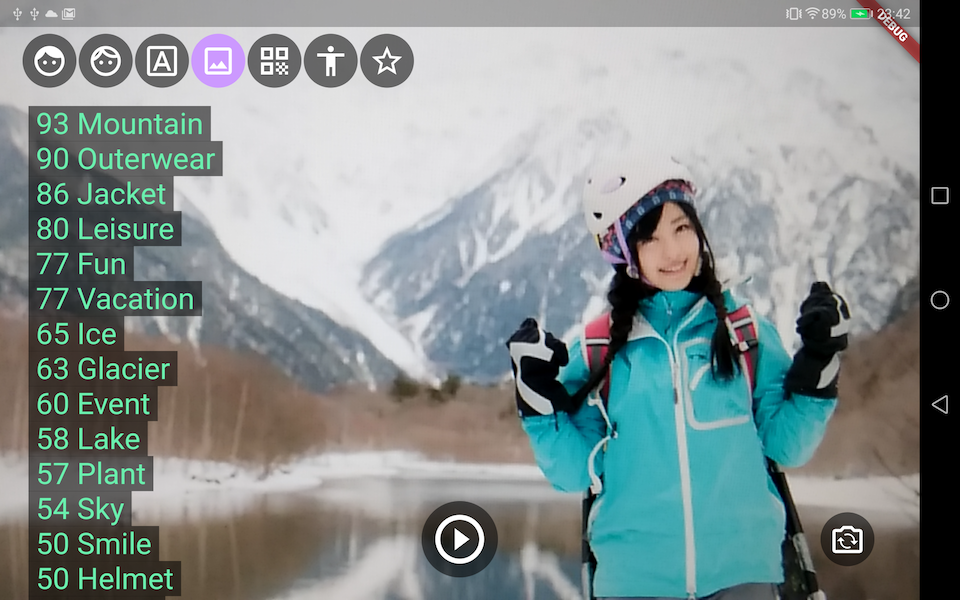 89%
23:42
DEBUG
A
93 Mountain
90 Outerwear
86 Jacket
80 Leisure
77 Fun
77 Vacation
65 Ice
63 Glacier
60 Event
58 Lake
57 Plant
54 Sky
50 Smile
50 Helmet